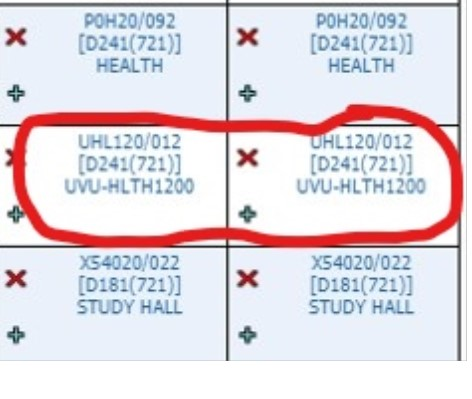 P0H20/092
[D241(721)]
HEALTH
P0H20/092
[D241(721)]
HEALTH
UHL120/012
[D241(721)]
UVU-HLTH1200
UHL120/012
[D241(721)]
UVU-HLTH1200
X54020/022
[D181(721)]
STUDY HALL
X54020/022
[D181(721)]
STUDY HALL